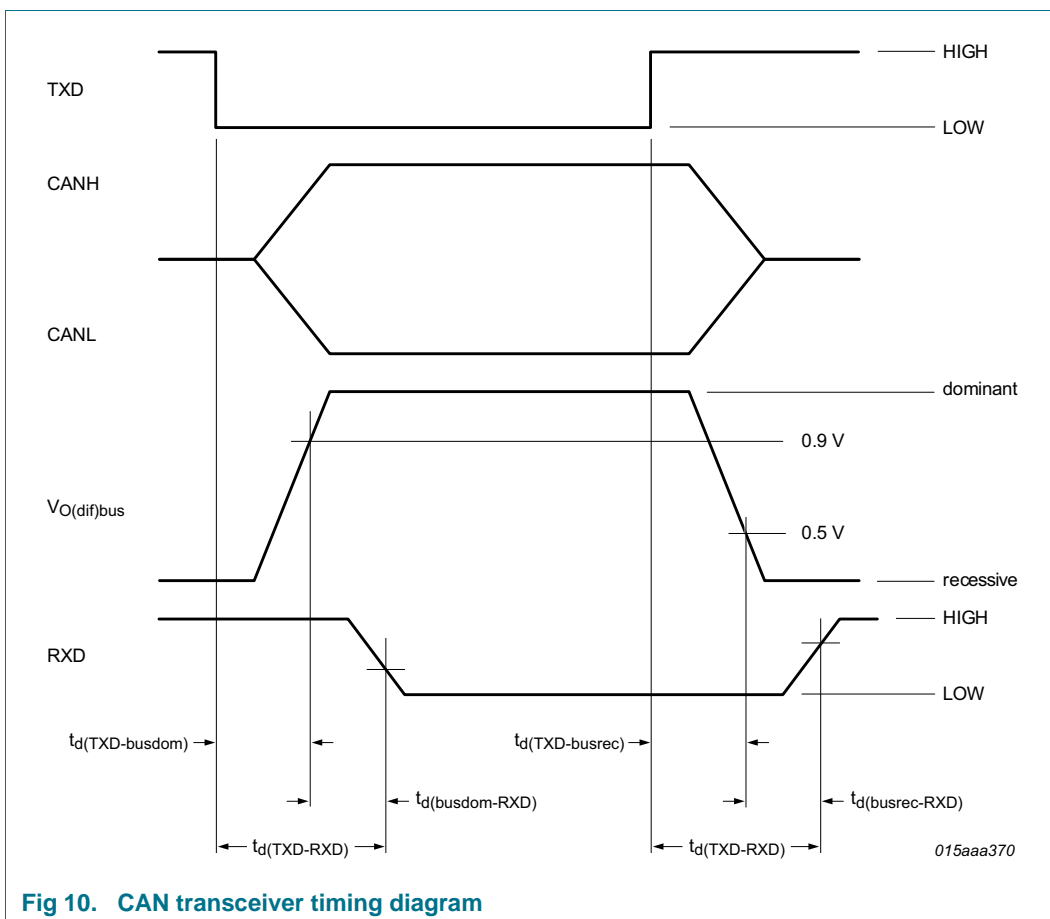 HIGH
TXD
LOW
CANH
CANL
dominant
0.9 V
VO(dif)bus
0.5 V
recessive
HIGH
RXD
LOW
td(TXD-busdom)
td(TXD-busrec)
td(busdom-RXD)
td(busrec-RXD)
td(TXD-RXD)
td(TXD-RXD)
015aaa370
Fig 10. CAN transceiver timing diagram